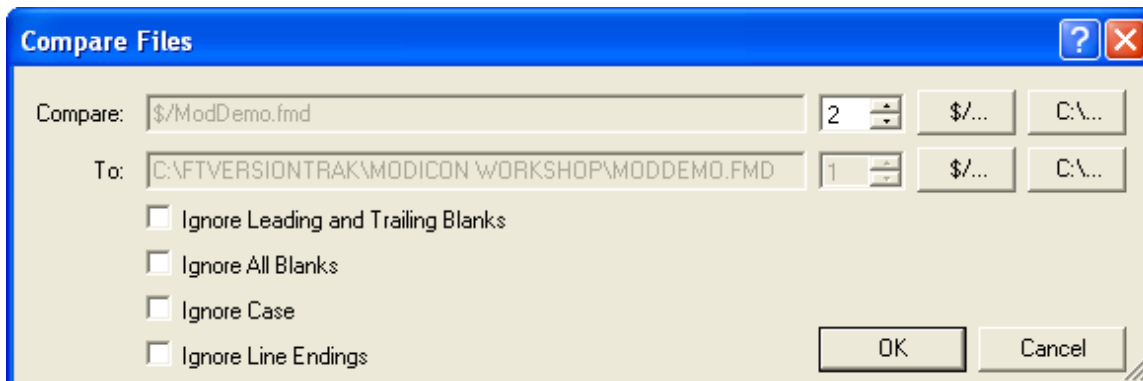 Compare Files
Compare: $/ModDemo.fmd 2 $/... C:\...
To: C:\FTVERSIONTRAK\MODICON WORKSHOP\MODDEMO.FMD 1 $/... C:\...
Ignore Leading and Trailing Blanks
Ignore All Blanks
Ignore Case
Ignore Line Endings
OK Cancel